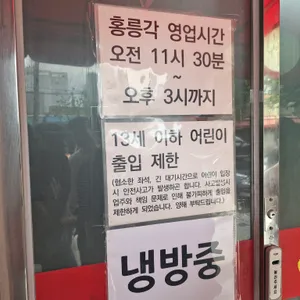 홍릉각 영업시간
오전 11시 30분
~
오후 3시까지
13세 이하 어린이
출입 제한
(협소한 좌석, 긴 대기시간으로 어린이 입장
시 안전사고가 발생하곤 합니다. 사고발생시
업주와 책임 문제로 인해 불가피하게 출입을
제한하게 되었습니다. 양해 부탁드립니다.)
냉방중